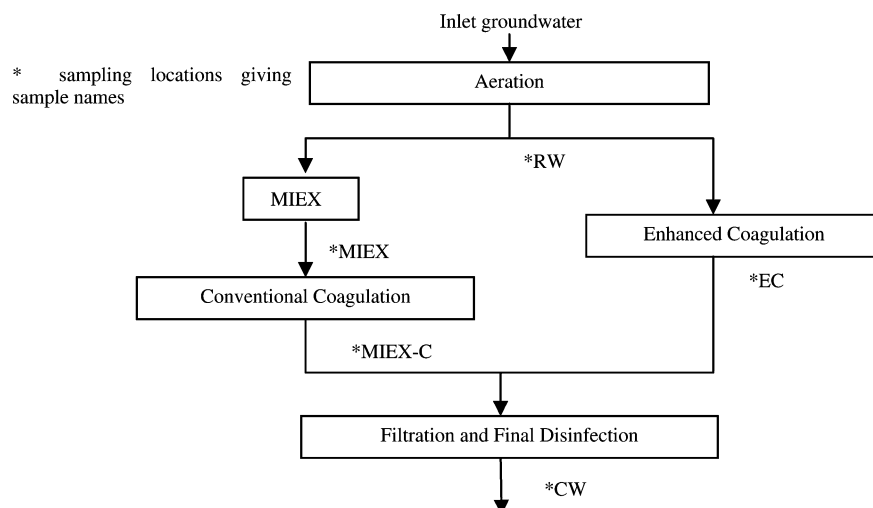 Inlet groundwater
* sampling locations giving
sample names
Aeration
*RW
MIEX
Enhanced Coagulation
*MIEX
*EC
Conventional Coagulation
*MIEX-C
Filtration and Final Disinfection
*CW